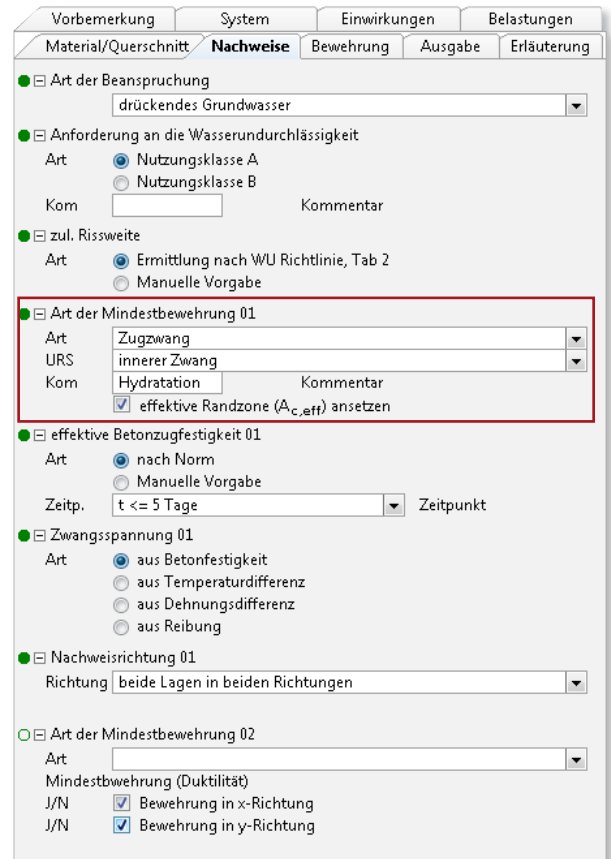 Vorbemerkung System Einwirkungen Belastungen
Material/Querschnitt Nachweise Bewehrung Ausgabe Erläuterung
Art der Beanspruchung
drückendes Grundwasser
Anforderung an die Wasserundurchlässigkeit
Art Nutzungsklasse A
Nutzungsklasse B
Kom Kommentar
zul. Rissweite
Art Ermittlung nach WU Richtlinie, Tab 2
Manuelle Vorgabe
Art der Mindestbewehrung 01
Art Zugzwang
URS innerer Zwang
Kom Hydratation Kommentar
effektive Randzone (Ac,eff) ansetzen
effektive Betonzugfestigkeit 01
Art nach Norm
Manuelle Vorgabe
Zeitp. t <= 5 Tage Zeitpunkt
Zwangsspannung 01
Art aus Betonfestigkeit
aus Temperaturdifferenz
aus Dehnungsdifferenz
aus Reibung
Nachweisrichtung 01
Richtung beide Lagen in beiden Richtungen
Art der Mindestbewehrung 02
Art
Mindestbwehrung (Duktilität)
J/N Bewehrung in x-Richtung
J/N Bewehrung in y-Richtung